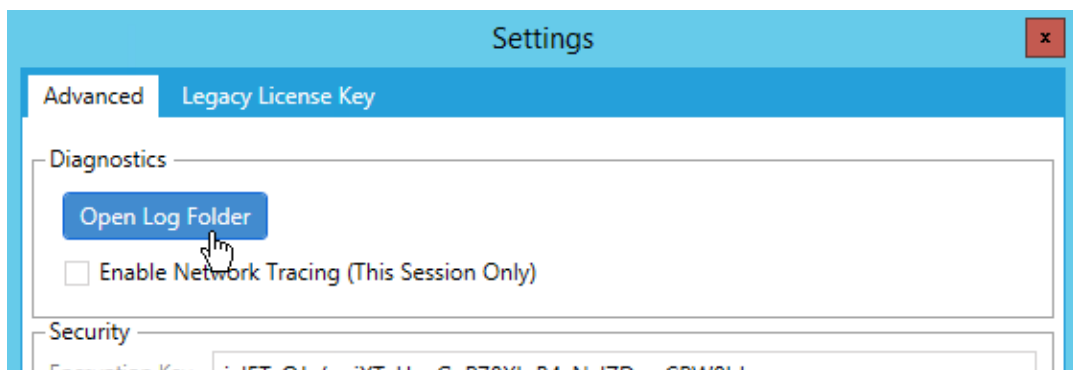 Settings
x
Advanced Legacy License Key
Diagnostics
Open Log Folder
Enable Network Tracing (This Session Only)
Security